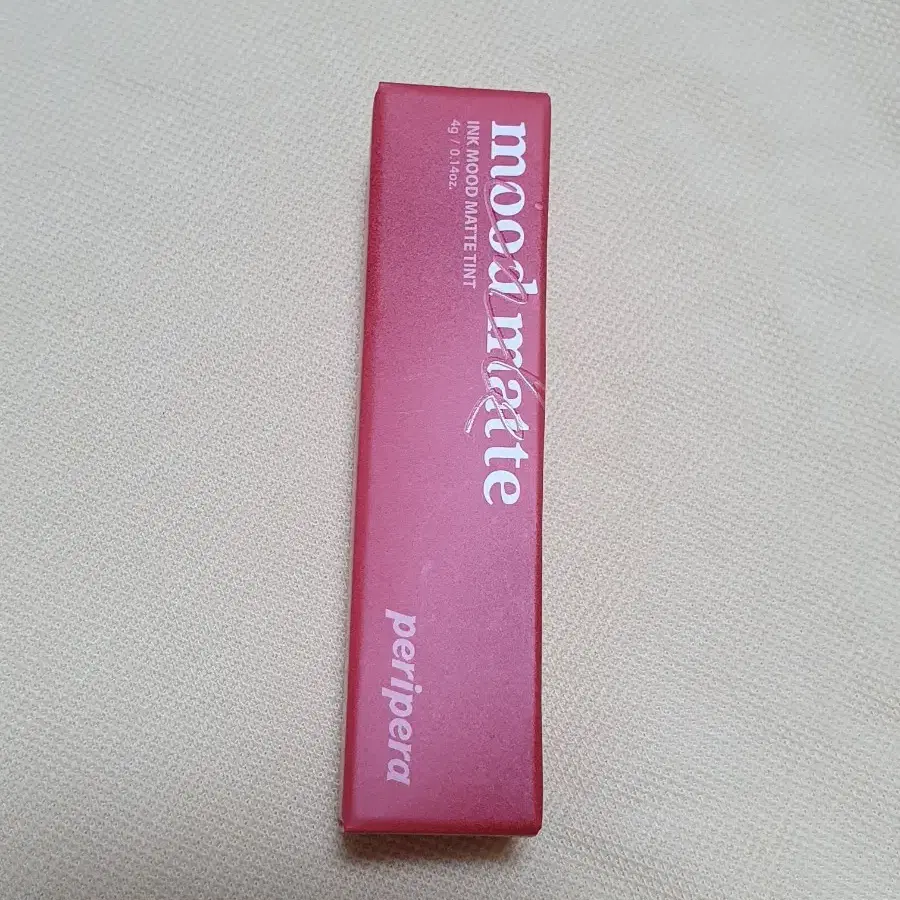 mood matte
INK MOOD MATTE TINT
4g / 0.14oz.
peripera